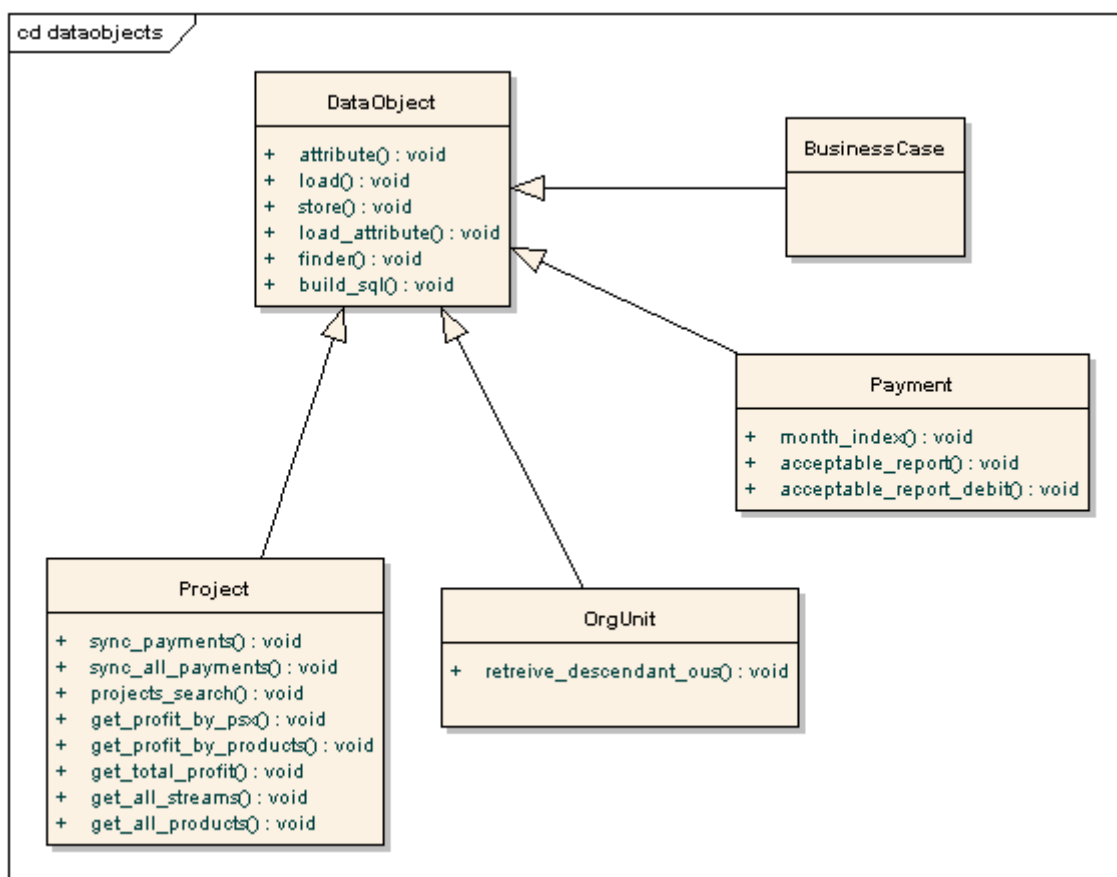 cd dataobjects
DataObject
+ attribute() : void
+ load() : void
+ store() : void
+ load_attribute() : void
+ finder() : void
+ build_sql() : void
BusinessCase
Payment
+ month_index() : void
+ acceptable_report() : void
+ acceptable_report_debit() : void
Project
+ sync_payments() : void
+ sync_all_payments() : void
+ projects_search() : void
+ get_profit_by_psx() : void
+ get_profit_by_products() : void
+ get_total_profit() : void
+ get_all_streams() : void
+ get_all_products() : void
OrgUnit
+ retreive_descendant_ous() : void